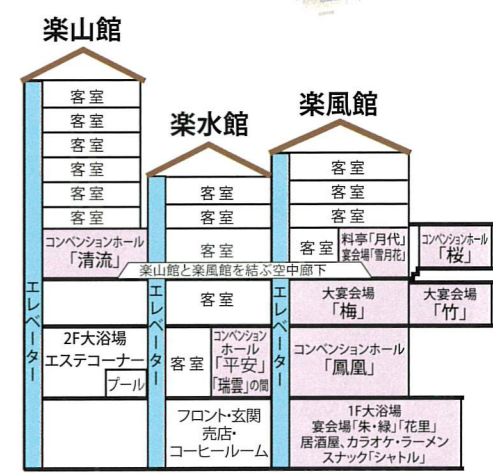 楽山館
客室
客室
客室
客室
客室
客室
コンベンションホール
「清流」
エレベーター
2F大浴場
エステコーナー
プール
楽水館
客室
客室
客室
楽山館と楽風館を結ぶ空中廊下
客室
エレベーター
客室
コンベンション
ホール
「平安」
「瑞雲」の間
フロント・玄関
売店・
コーヒールーム
楽風館
客室
客室
客室
客室
料亭「月代」
宴会場「雪月花」
コンベンションホール
「桜」
エレベーター
大宴会場
「梅」
大宴会場
「竹」
コンベンションホール
「鳳凰」
1F大浴場
宴会場「朱・緑」「花里」
居酒屋、カラオケ・ラーメン
スナック「シャトル」